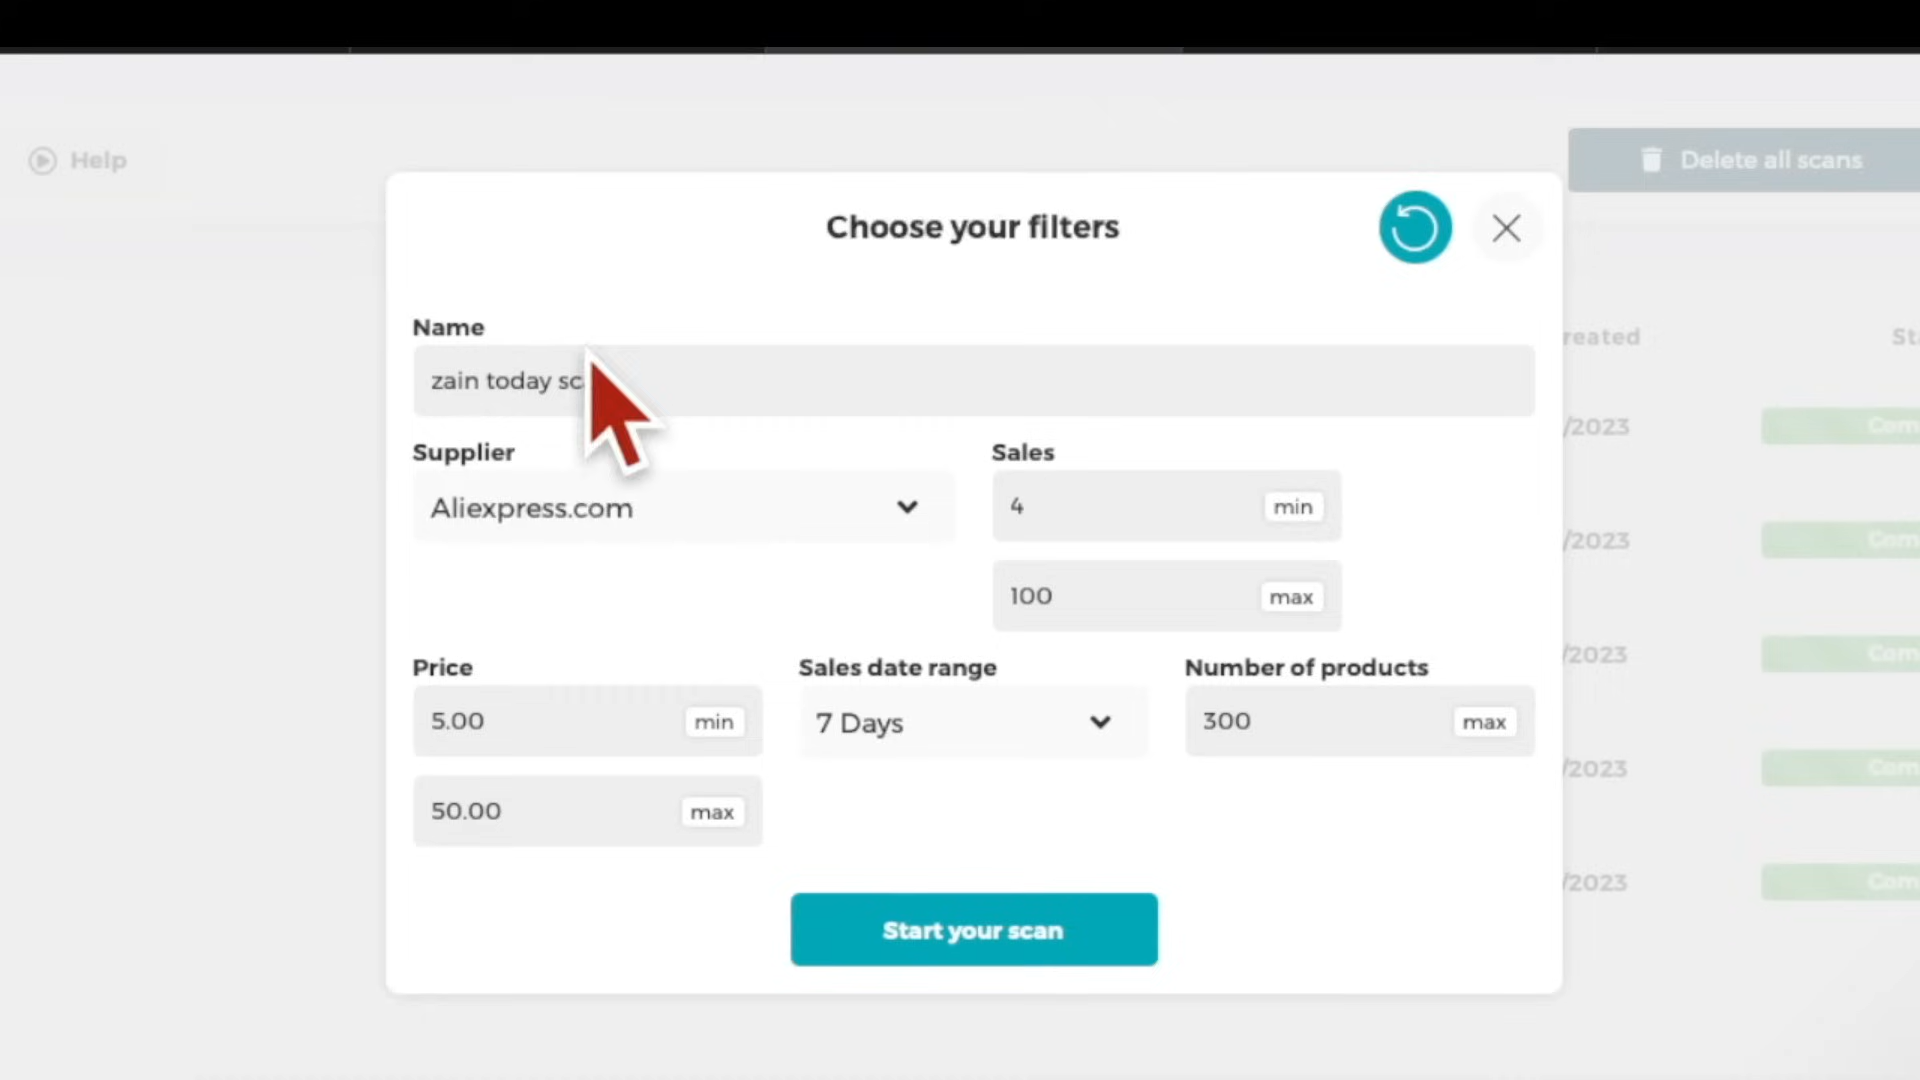 Help
Delete all scans
Choose your filters
Name
zain today
Supplier
Sales
Aliexpress.com
4 min
100 max
Price
Sales date range
Number of products
5.00 min
7 Days
300 max
50.00 max
Start your scan
/2023
/2023
/2023
/2023
/2023